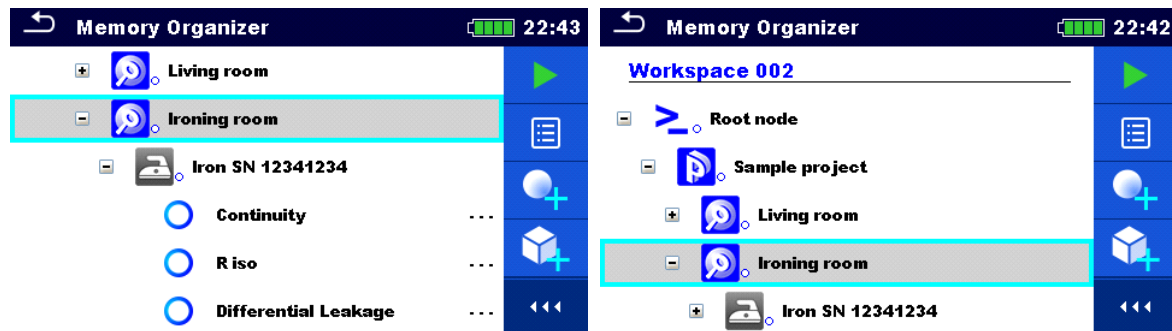 Memory Organizer 22:43
Living room
Ironing room
Iron SN 12341234
Continuity ---
R iso ---
Differential Leakage ---
Memory Organizer 22:42
Workspace 002
Root node
Sample project
Living room
Ironing room
Iron SN 12341234